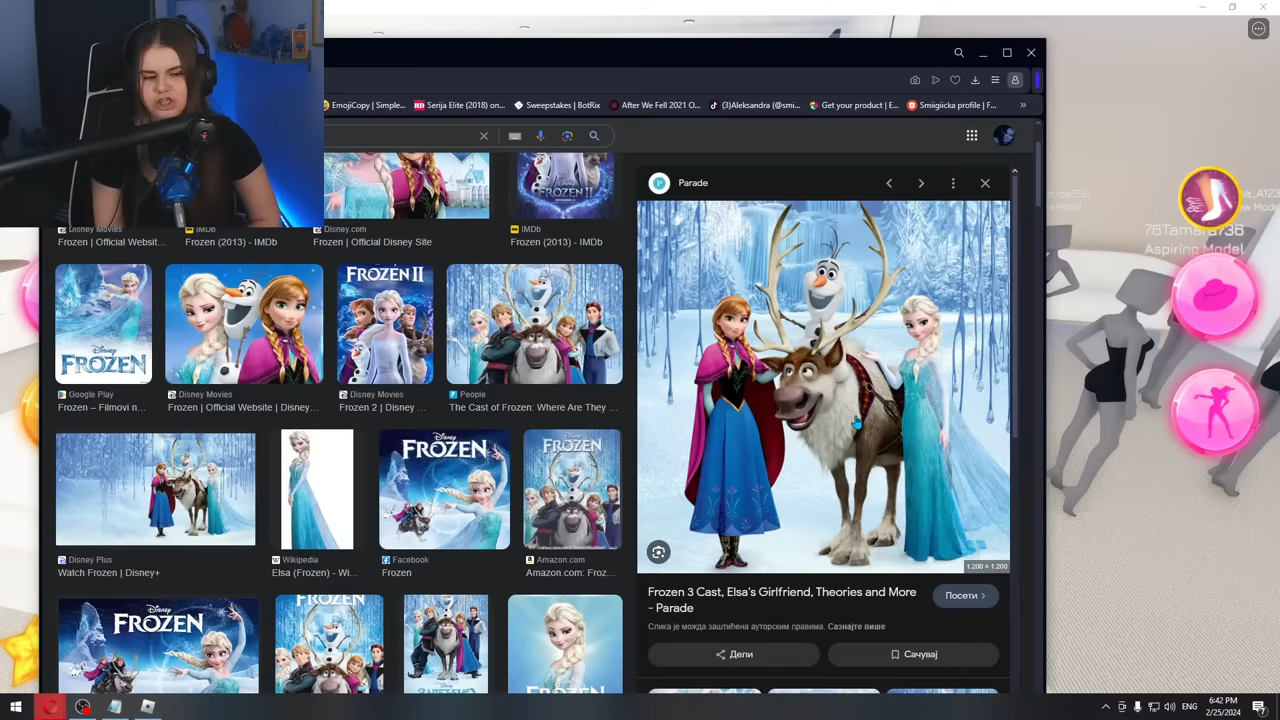 EmojiCopy | Simple...
Serija Elite (2018) on...
Sweepstakes | BotRix
After We Fell 2021 O...
(3)Aleksandra (@smi...
Get your product | E...
Smiigiicka profile | F...
Parade
FROZEN II
Disney Movies
IMDb
Disney.com
IMDb
Frozen | Official Websit...
Frozen (2013) - IMDb
Frozen | Official Disney Site
Frozen (2013) - IMDb
Disney
FROZEN
FROZEN II
Google Play
Disney Movies
Disney Movies
People
Frozen – Filmovi n...
Frozen | Official Website | Disney...
Frozen 2 | Disney ...
The Cast of Frozen: Where Are They ...
Disney
FROZEN
Disney
FROZEN
Disney Plus
Wikipedia
Facebook
Amazon.com
Watch Frozen | Disney+
Elsa (Frozen) - Wi...
Frozen
Amazon.com: Froz...
Disney
FROZEN
FROZEN
1.200 × 1.200
Frozen 3 Cast, Elsa's Girlfriend, Theories and More
- Parade
Посети
Слика је можда заштићена ауторским правима. Сазнајте више
Дели
Сачувај
76Tamara736
Aspiring Model
ENG
6:42 PM
2/25/2024
7